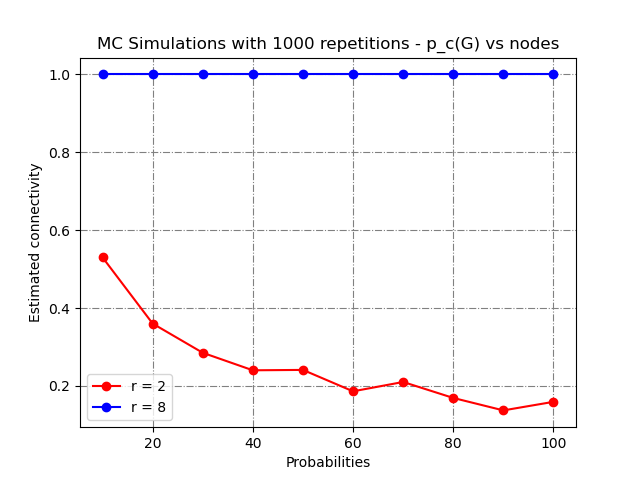 MC Simulations with 1000 repetitions - p_c(G) vs nodes
1.0
0.8
0.6
0.4
0.2
Estimated connectivity
r = 2
r = 8
20 40 60 80 100
Probabilities